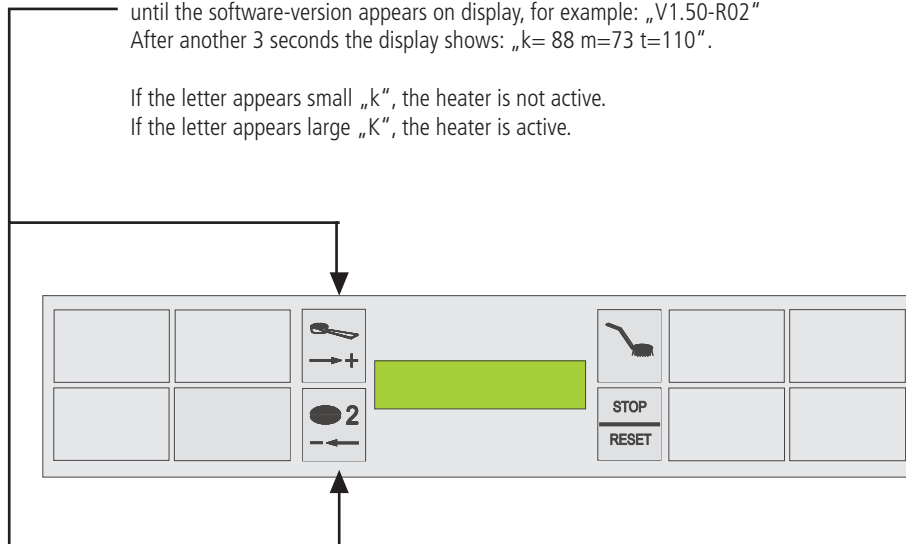 until the software-version appears on display, for example: „V1.50-R02“
After another 3 seconds the display shows: „k= 88 m=73 t=110“.
If the letter appears small „k“, the heater is not active.
If the letter appears large „K“, the heater is active.
→+
2
-←
STOP
RESET